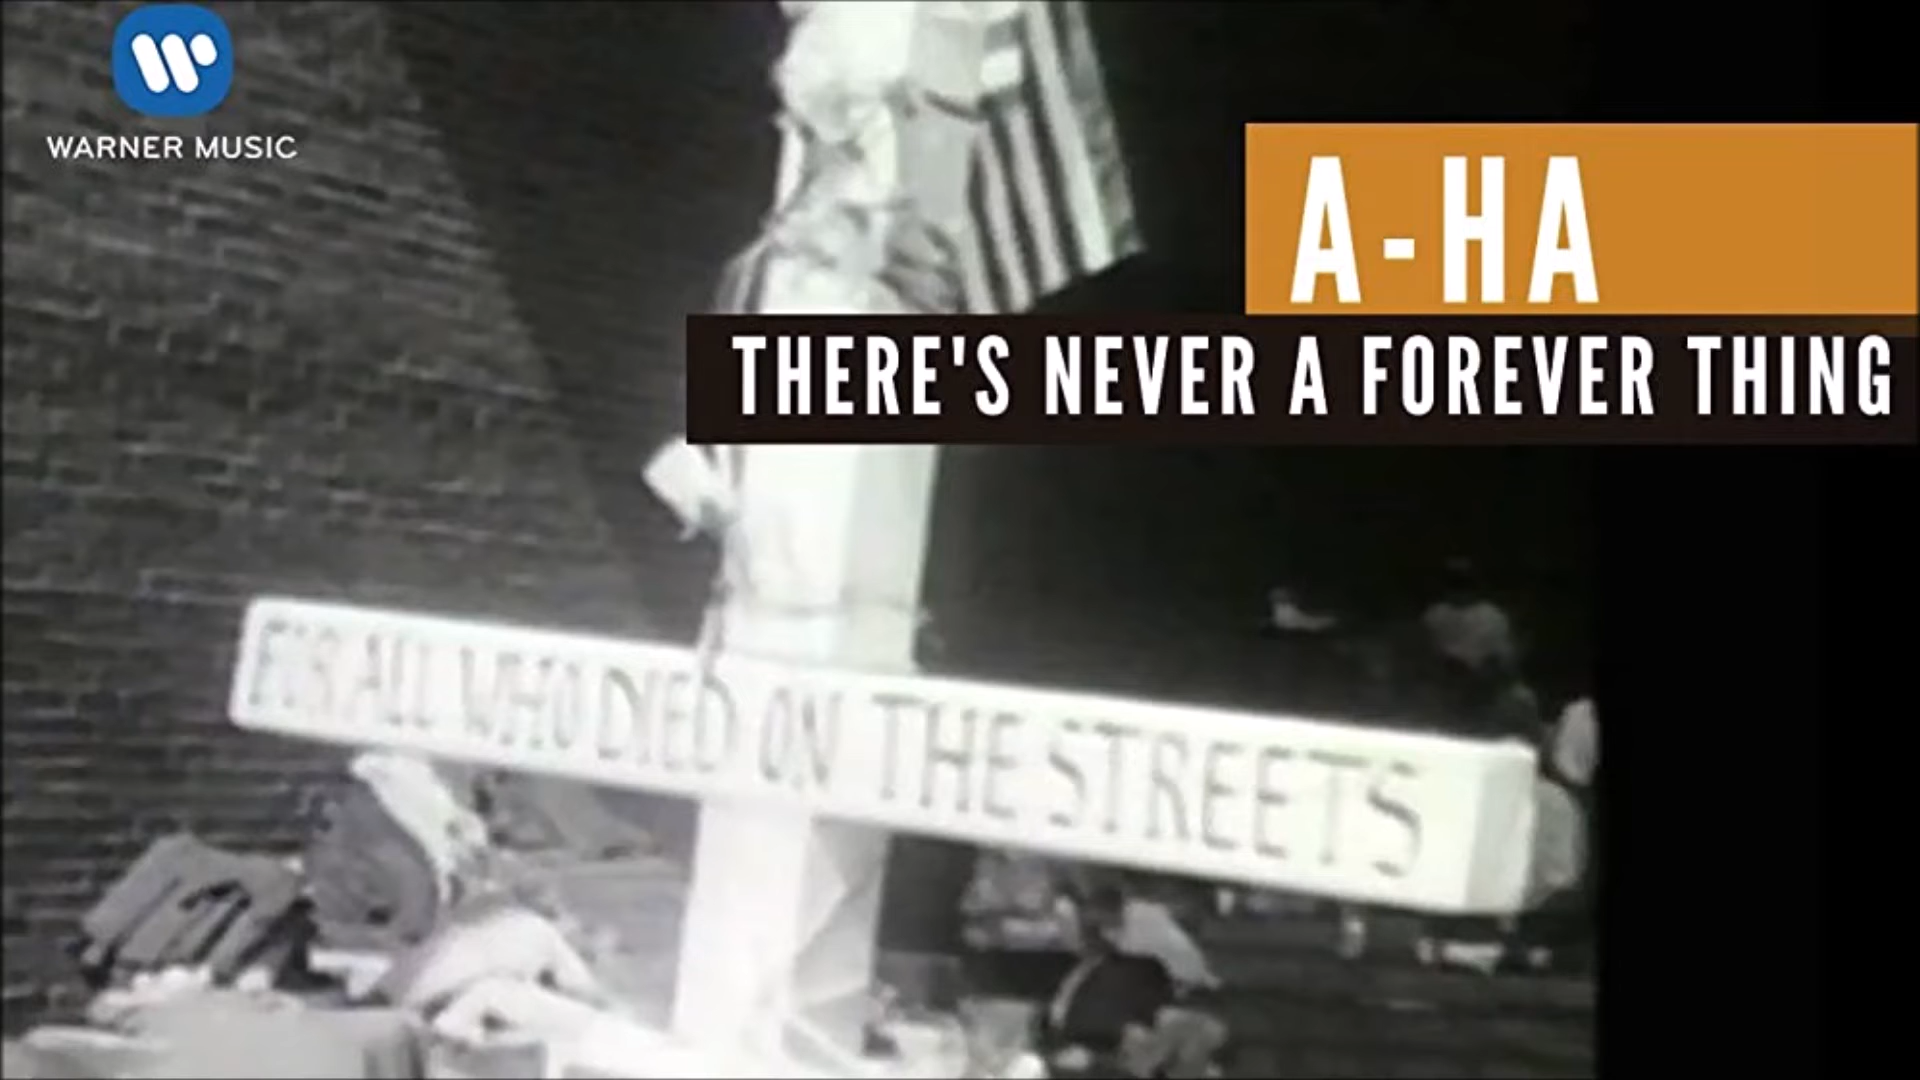 WARNER MUSIC
A-HA
THERE'S NEVER A FOREVER THING
FOR ALL WHO DIED ON THE STREETS